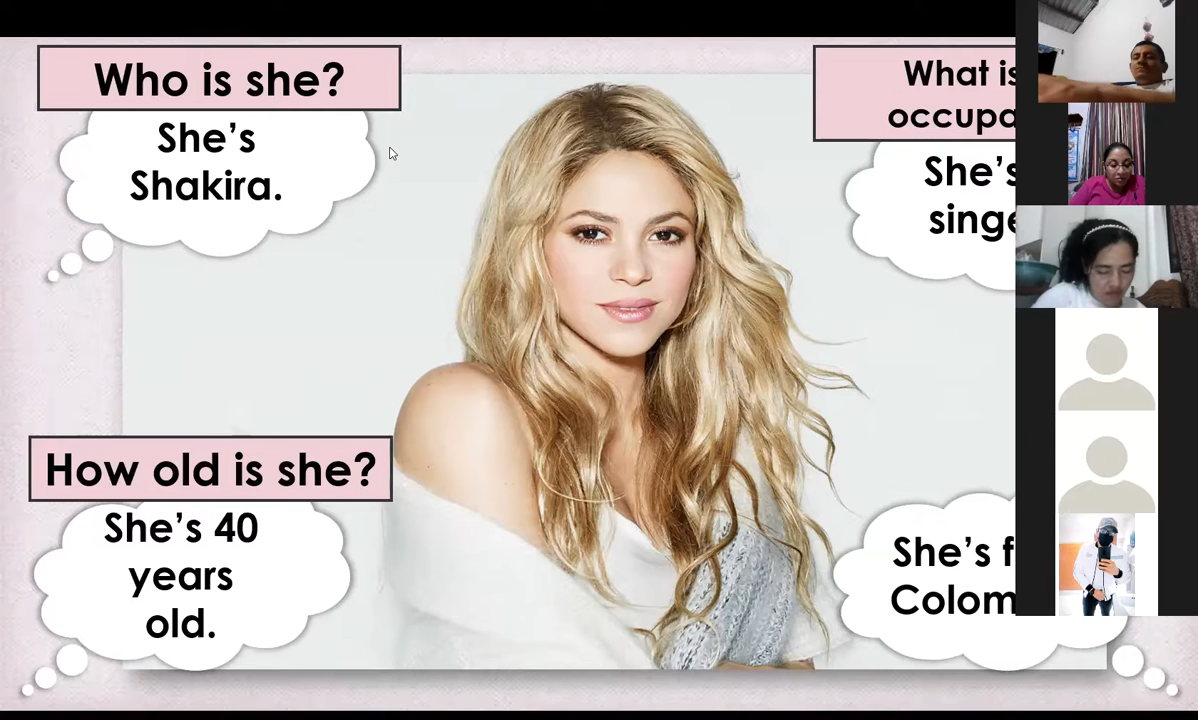 Who is she?
She's
Shakira.
What is
occupa
She's
singe
How old is she?
She's 40
years
old.
She's f
Colom